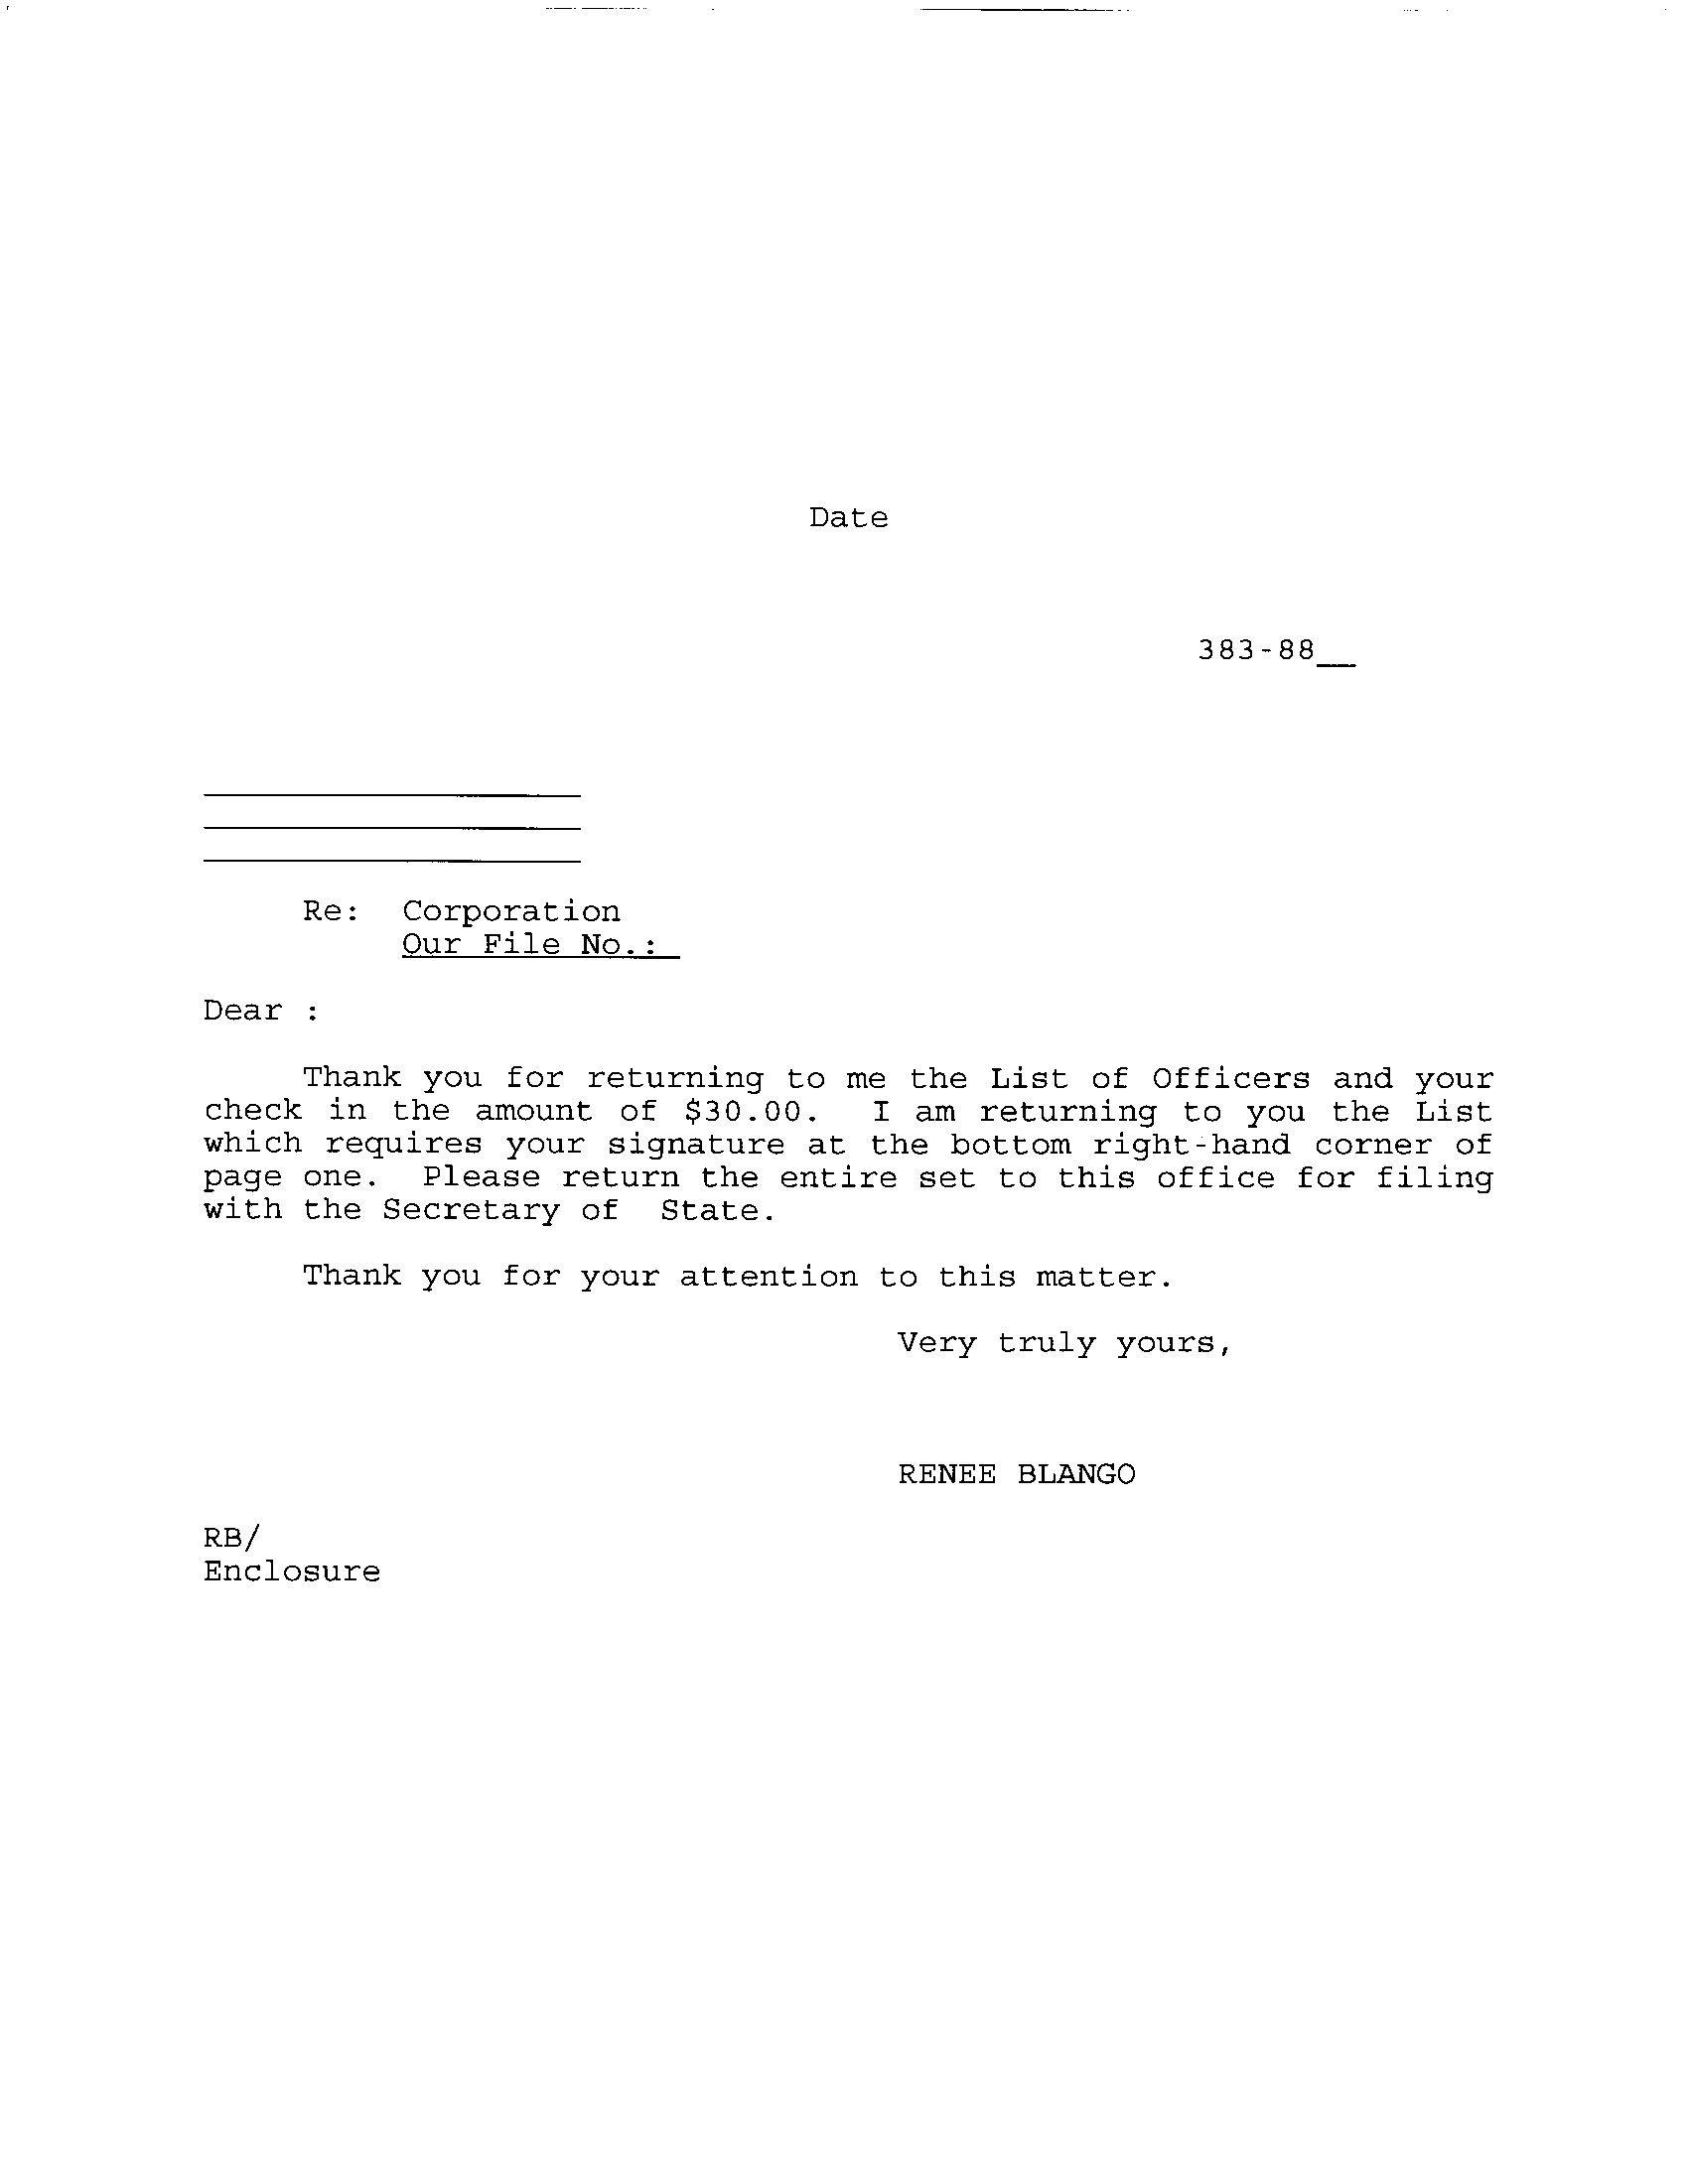 Date
383-88__
Re: Corporation
Our File No.:
Dear :
Thank you for returning to me the List of Officers and your
check in the amount of $30.00. I am returning to you the List
which requires your signature at the bottom right-hand corner of
page one. Please return the entire set to this office for filing
with the Secretary of State.
Thank you for your attention to this matter.
Very truly yours,
RENEE BLANGO
RB/
Enclosure